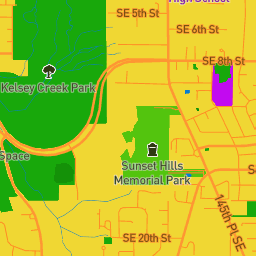 High School
SE 5th St
SE 6th St
SE 8th St
Kelsey Creek Park
Space
Sunset Hills
Memorial Park
145th Pl SE
SE 20th St